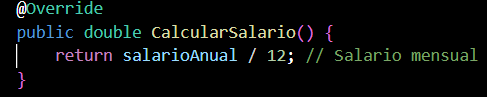 @Override
public double CalcularSalario() {
    return salarioAnual / 12; // Salario mensual
}